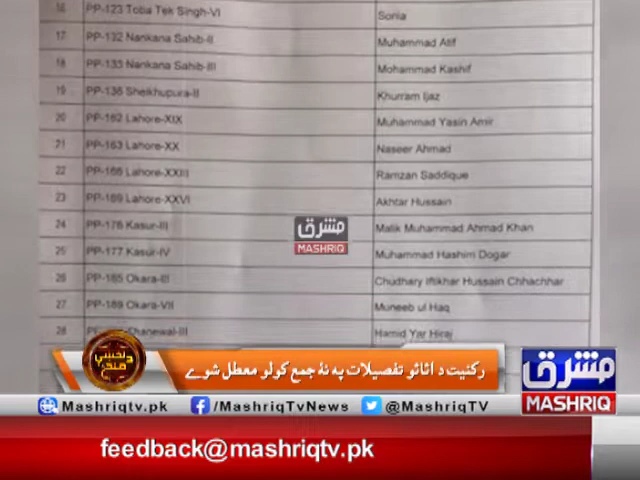 16 PP-123 Toba Tek Singh-VI Sonia
17 PP-132 Nankana Sahib-II Muhammad Atif
18 PP-133 Nankana Sahib-III Mohammad Kashif
19 PP-136 Sheikhupura-II Khurram Ijaz
20 PP-162 Lahore-XIX Muhammad Yasin Amir
21 PP-163 Lahore-XX Naseer Ahmad
22 PP-166 Lahore-XXIII Ramzan Saddique
23 PP-169 Lahore-XXVI Akhtar Hussain
24 PP-176 Kasur-III Malik Muhammad Ahmad Khan
25 PP-177 Kasur-IV Muhammad Hashim Dogar
26 PP-185 Okara-III Chudhary Iftikhar Hussain Chhachhar
27 PP-189 Okara-VII Muneeb ul Haq
28 Hamid Yar Hiraj
مشرق
MASHRIQ
رکنیت د اثاثو تفصیلات په نۀ جمع کولو معطل شوے
مشرق
MASHRIQ
Mashriqtv.pk /MashriqTvNews @MashriqTV
feedback@mashriqtv.pk